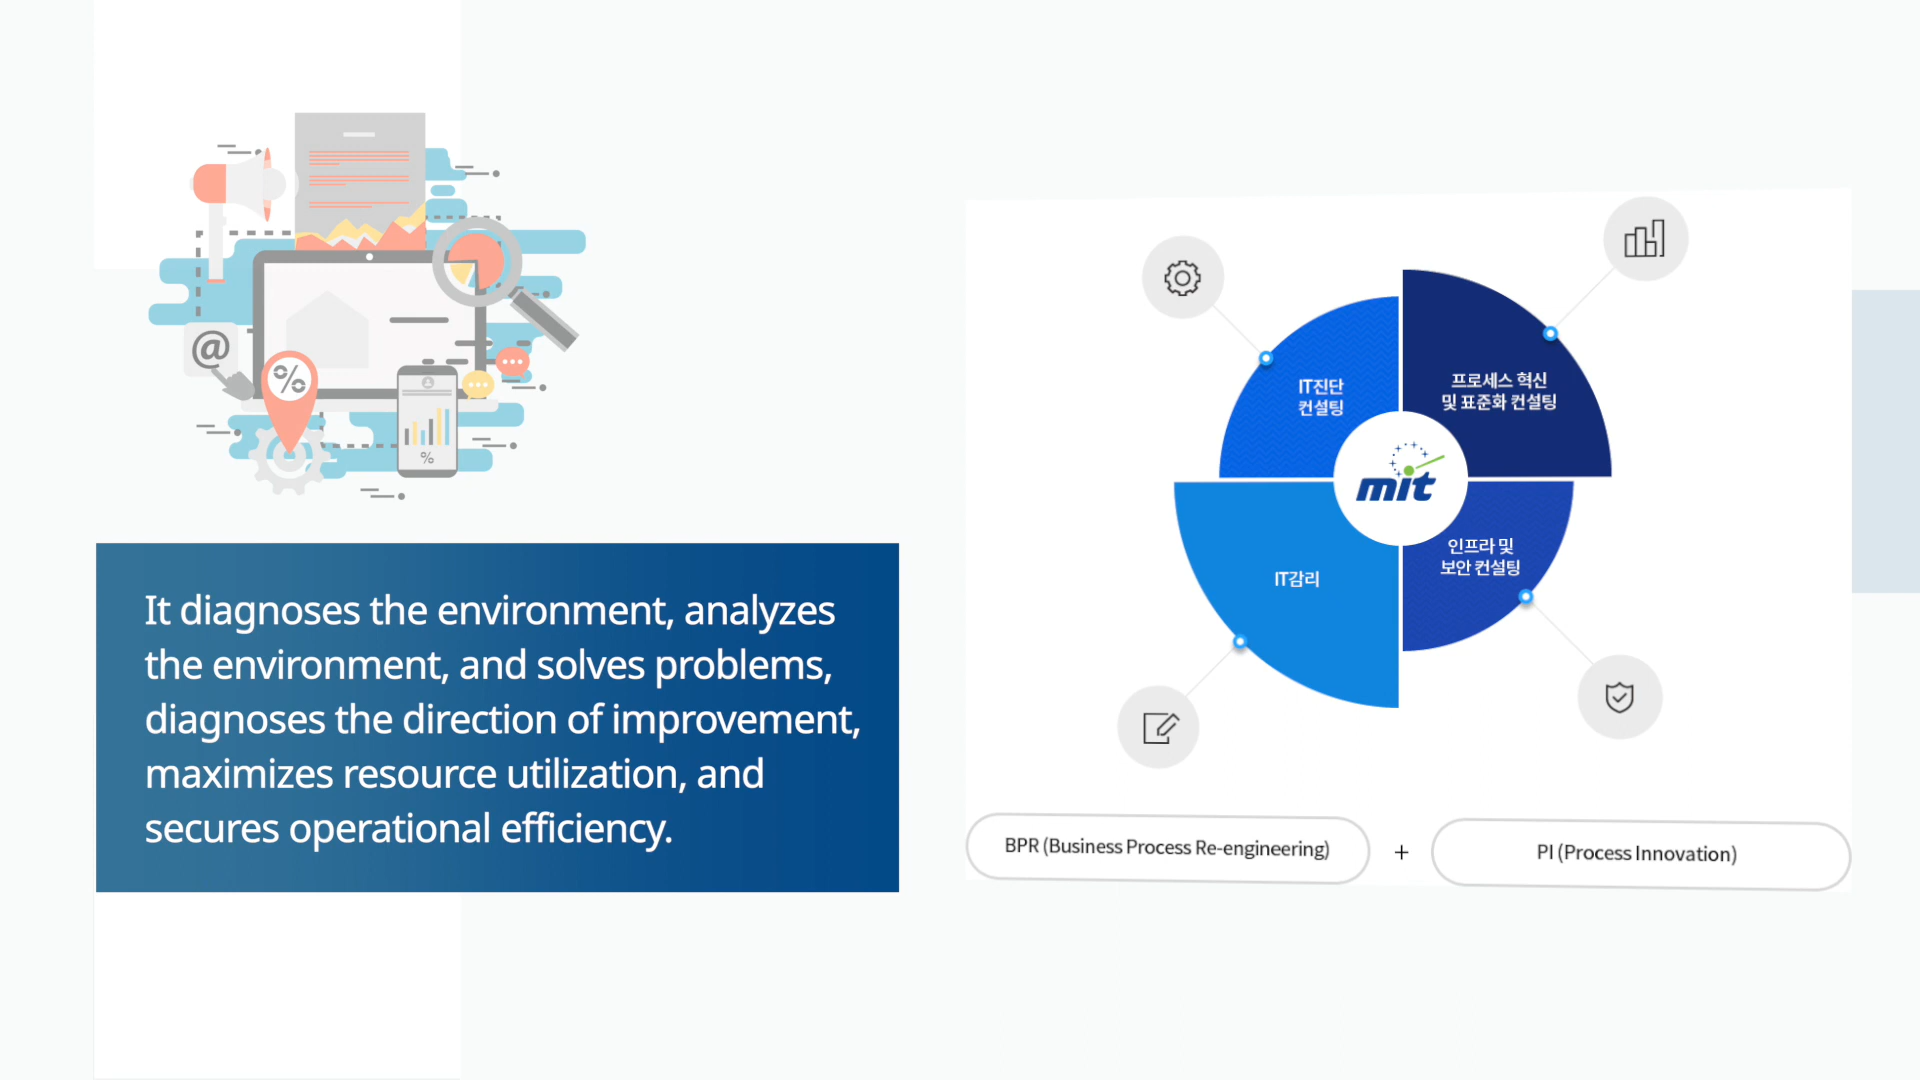 @
%
%
It diagnoses the environment, analyzes
the environment, and solves problems,
diagnoses the direction of improvement,
maximizes resource utilization, and
secures operational efficiency.
IT진단
컨설팅
프로세스 혁신
및 표준화 컨설팅
mit
IT감리
인프라 및
보안 컨설팅
BPR (Business Process Re-engineering)
+
PI (Process Innovation)